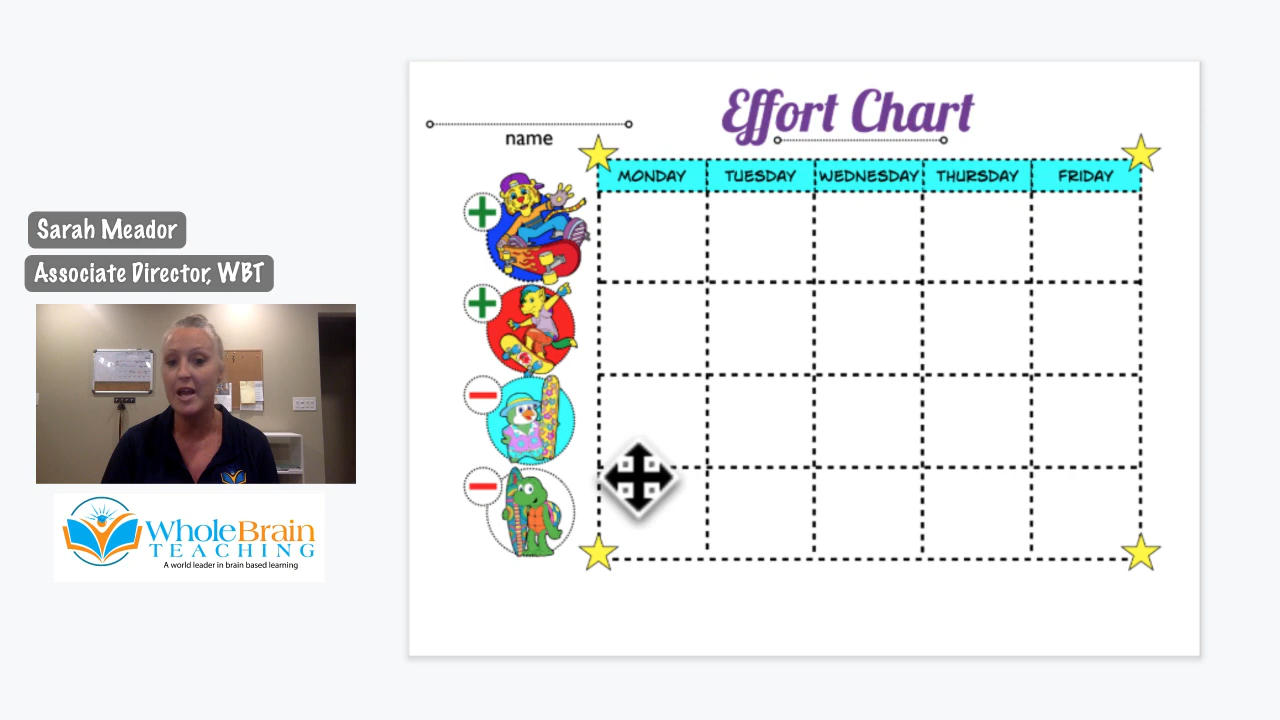 Sarah Meador
Associate Director, WBT
WholeBrain
TEACHING
A world leader in brain based learning
Effort Chart
name
MONDAY TUESDAY WEDNESDAY THURSDAY FRIDAY